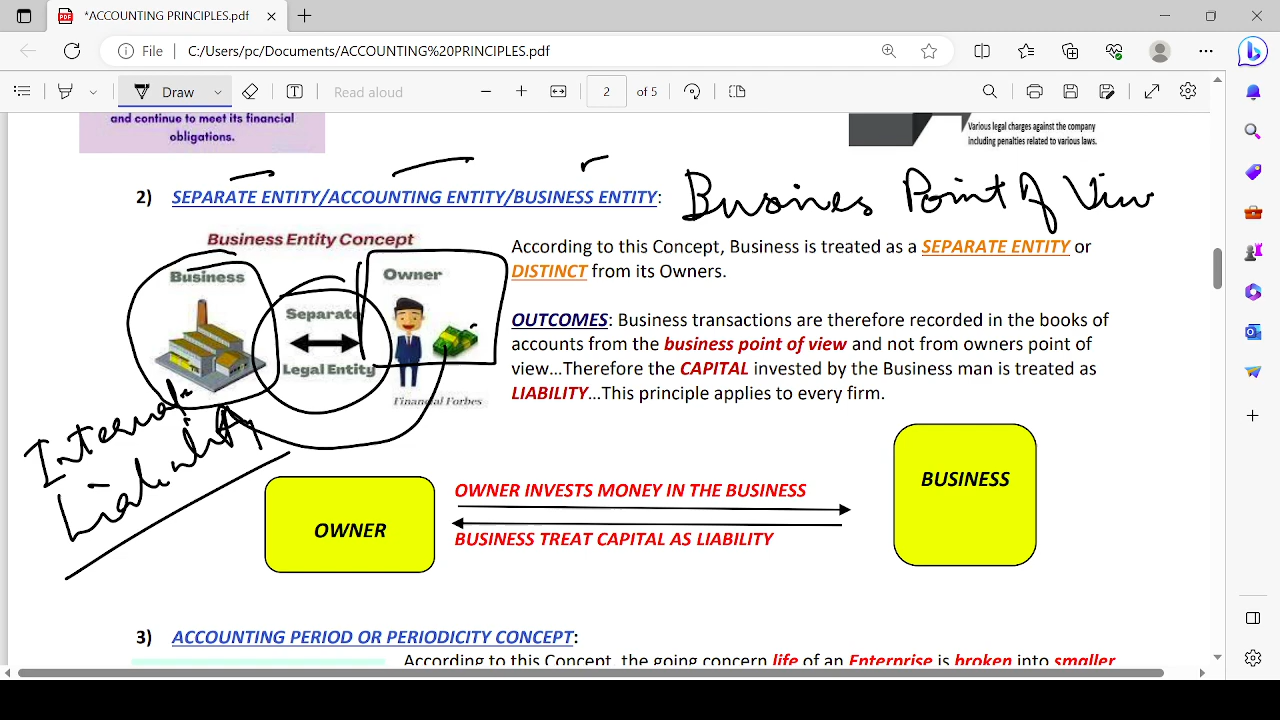 *ACCOUNTING PRINCIPLES.pdf
File C:/Users/pc/Documents/ACCOUNTING%20PRINCIPLES.pdf
Draw Read aloud 2 of 5
and continue to meet its financial
obligations.
Various legal charges against the company
including penalties related to various laws.
2) SEPARATE ENTITY/ACCOUNTING ENTITY/BUSINESS ENTITY:
Business Point Of View
Business Entity Concept
Business
Separate
Legal Entity
Owner
Financial Forbes
According to this Concept, Business is treated as a SEPARATE ENTITY or
DISTINCT from its Owners.
OUTCOMES: Business transactions are therefore recorded in the books of
accounts from the business point of view and not from owners point of
view...Therefore the CAPITAL invested by the Business man is treated as
LIABILITY...This principle applies to every firm.
Internal
Liability
OWNER
OWNER INVESTS MONEY IN THE BUSINESS
BUSINESS TREAT CAPITAL AS LIABILITY
BUSINESS
3) ACCOUNTING PERIOD OR PERIODICITY CONCEPT:
According to this Concept, the going concern life of an Enterprise is broken into smaller